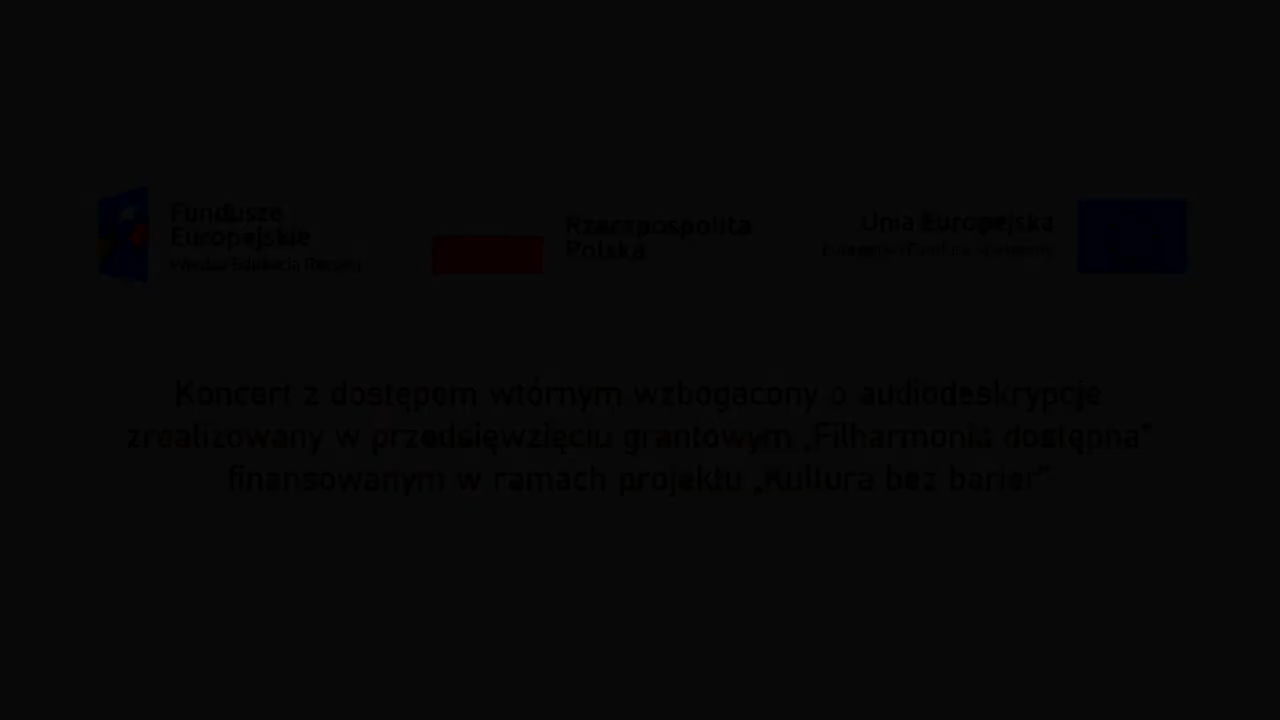 Fundusze
Europejskie
Wiedza Edukacja Rozwój
Rzeczpospolita
Polska
Unia Europejska
Europejski Fundusz Społeczny
Koncert z dostępem wtórnym wzbogacony o audiodeskrypcje
zrealizowany w przedsięwzięciu grantowym „Filharmonia dostępna”
finansowanym w ramach projektu „Kultura bez barier”